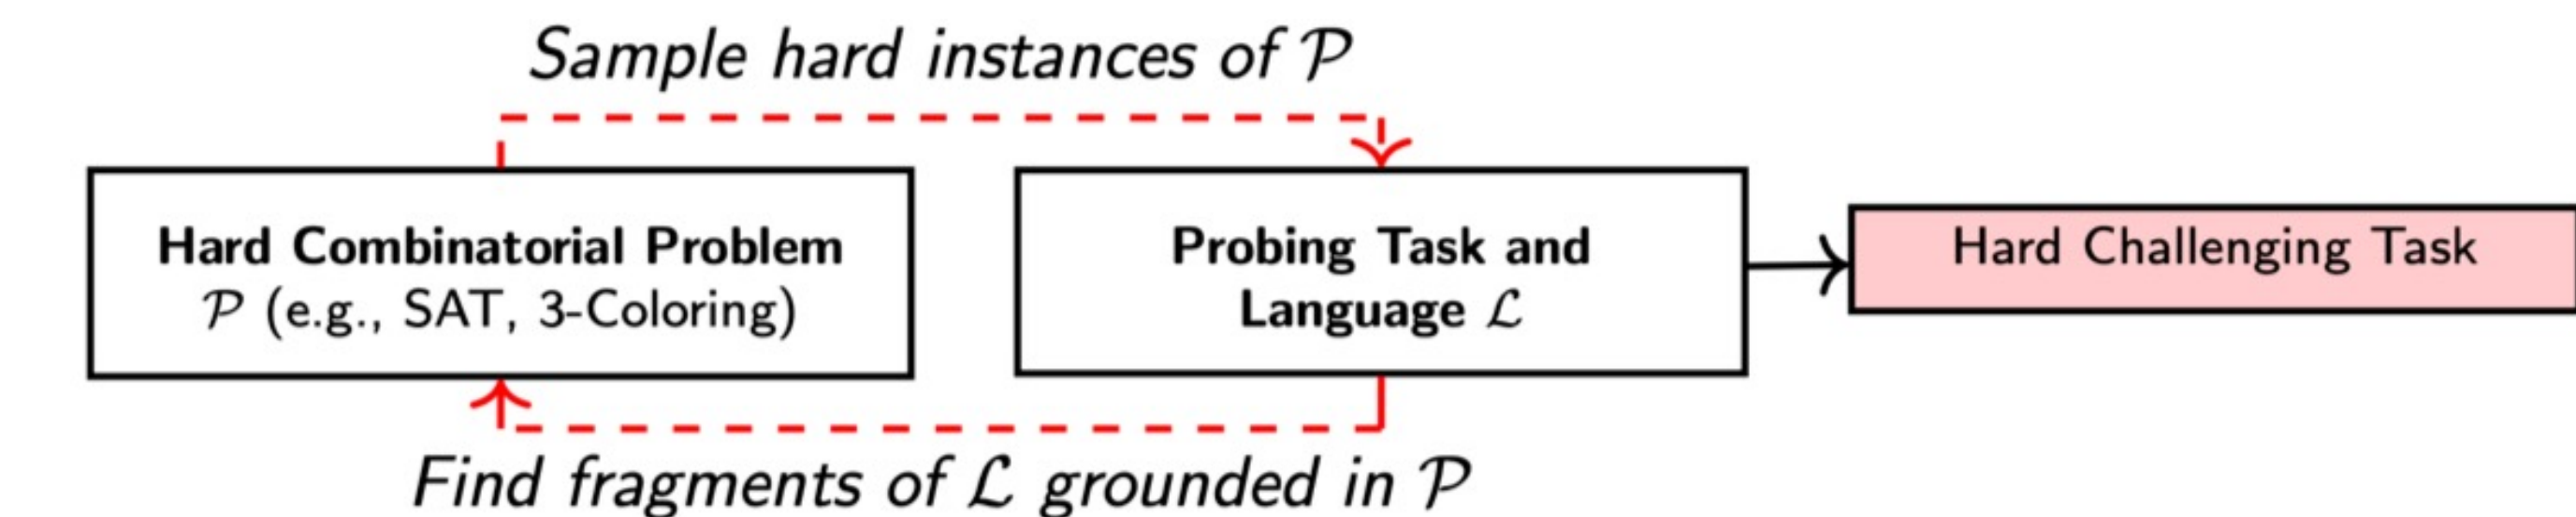 Sample hard instances of 𝒫
Hard Combinatorial Problem
𝒫 (e.g., SAT, 3-Coloring)
Probing Task and
Language ℒ
Hard Challenging Task
Find fragments of ℒ grounded in 𝒫